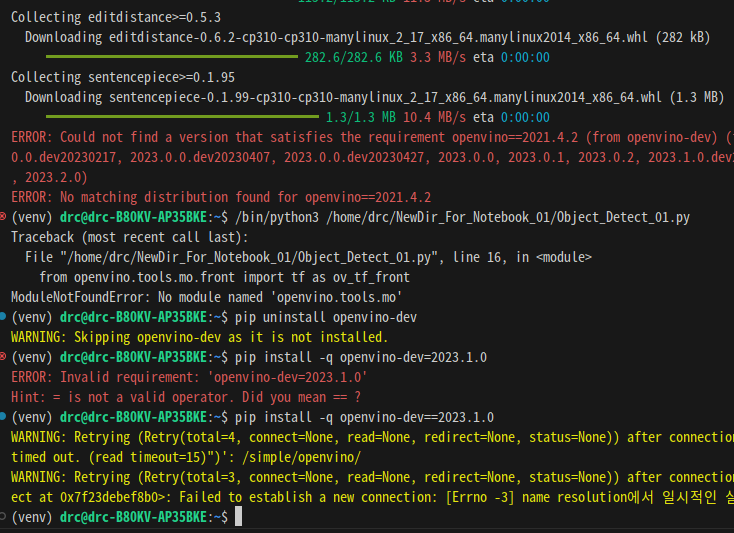 Collecting editdistance>=0.5.3
Downloading editdistance-0.6.2-cp310-cp310-manylinux_2_17_x86_64.manylinux2014_x86_64.whl (282 kB)
282.6/282.6 KB 3.3 MB/s eta 0:00:00
Collecting sentencepiece>=0.1.95
Downloading sentencepiece-0.1.99-cp310-cp310-manylinux_2_17_x86_64.manylinux2014_x86_64.whl (1.3 MB)
1.3/1.3 MB 10.4 MB/s eta 0:00:00
ERROR: Could not find a version that satisfies the requirement openvino==2021.4.2 (from openvino-dev) (
0.0.dev20230217, 2023.0.0.dev20230407, 2023.0.0.dev20230427, 2023.0.0, 2023.0.1, 2023.0.2, 2023.1.0.dev2
, 2023.2.0)
ERROR: No matching distribution found for openvino==2021.4.2
(venv) drc@drc-B80KV-AP35BKE:~$ /bin/python3 /home/drc/NewDir_For_Notebook_01/Object_Detect_01.py
Traceback (most recent call last):
File "/home/drc/NewDir_For_Notebook_01/Object_Detect_01.py", line 16, in <module>
from openvino.tools.mo.front import tf as ov_tf_front
ModuleNotFoundError: No module named 'openvino.tools.mo'
(venv) drc@drc-B80KV-AP35BKE:~$ pip uninstall openvino-dev
WARNING: Skipping openvino-dev as it is not installed.
(venv) drc@drc-B80KV-AP35BKE:~$ pip install -q openvino-dev=2023.1.0
ERROR: Invalid requirement: 'openvino-dev=2023.1.0'
Hint: = is not a valid operator. Did you mean == ?
(venv) drc@drc-B80KV-AP35BKE:~$ pip install -q openvino-dev==2023.1.0
WARNING: Retrying (Retry(total=4, connect=None, read=None, redirect=None, status=None)) after connection
timed out. (read timeout=15)")': /simple/openvino/
WARNING: Retrying (Retry(total=3, connect=None, read=None, redirect=None, status=None)) after connection
ect at 0x7f23debef8b0>: Failed to establish a new connection: [Errno -3] name resolution에서 일시적인
(venv) drc@drc-B80KV-AP35BKE:~$